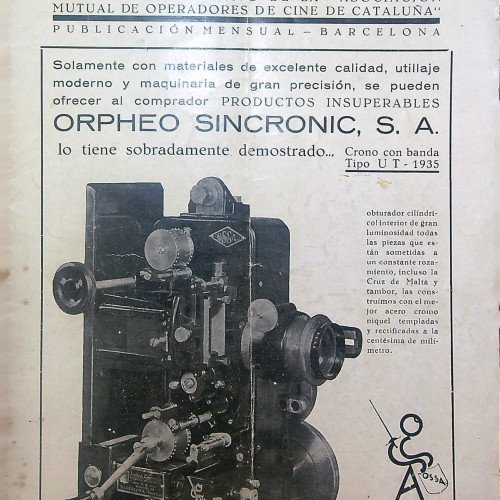 MUTUAL DE OPERADORES DE CINE DE CATALUÑA"
PUBLICACIÓN MENSUAL - BARCELONA
Solamente con materiales de excelente calidad, utillaje
moderno y maquinaria de gran precisión, se pueden
ofrecer al comprador PRODUCTOS INSUPERABLES
ORPHEO SINCRONIC, S. A.
lo tiene sobradamente demostrado...
Crono con banda
Tipo U T - 1935
OSSA
obturador cilíndri-
col interior de gran
luminosidad todas
las piezas que es-
tán sometidas a
un constante roza-
miento, incluso la
Cruz de Malta y
tambor, las cons-
truímos con el me-
jor acero cromo
niquel templadas
y rectificadas a la
centésima de milí-
metro.
OSSA